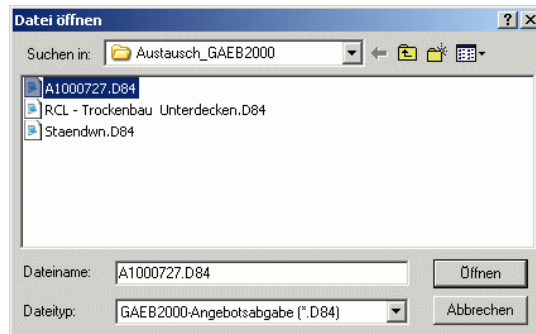 Datei öffnen
Suchen in: Austausch_GAEB2000
A1000727.D84
RCL - Trockenbau Unterdecken.D84
Staendwn.D84
Dateiname: A1000727.D84 Öffnen
Dateityp: GAEB2000-Angebotsabgabe (*.D84) Abbrechen